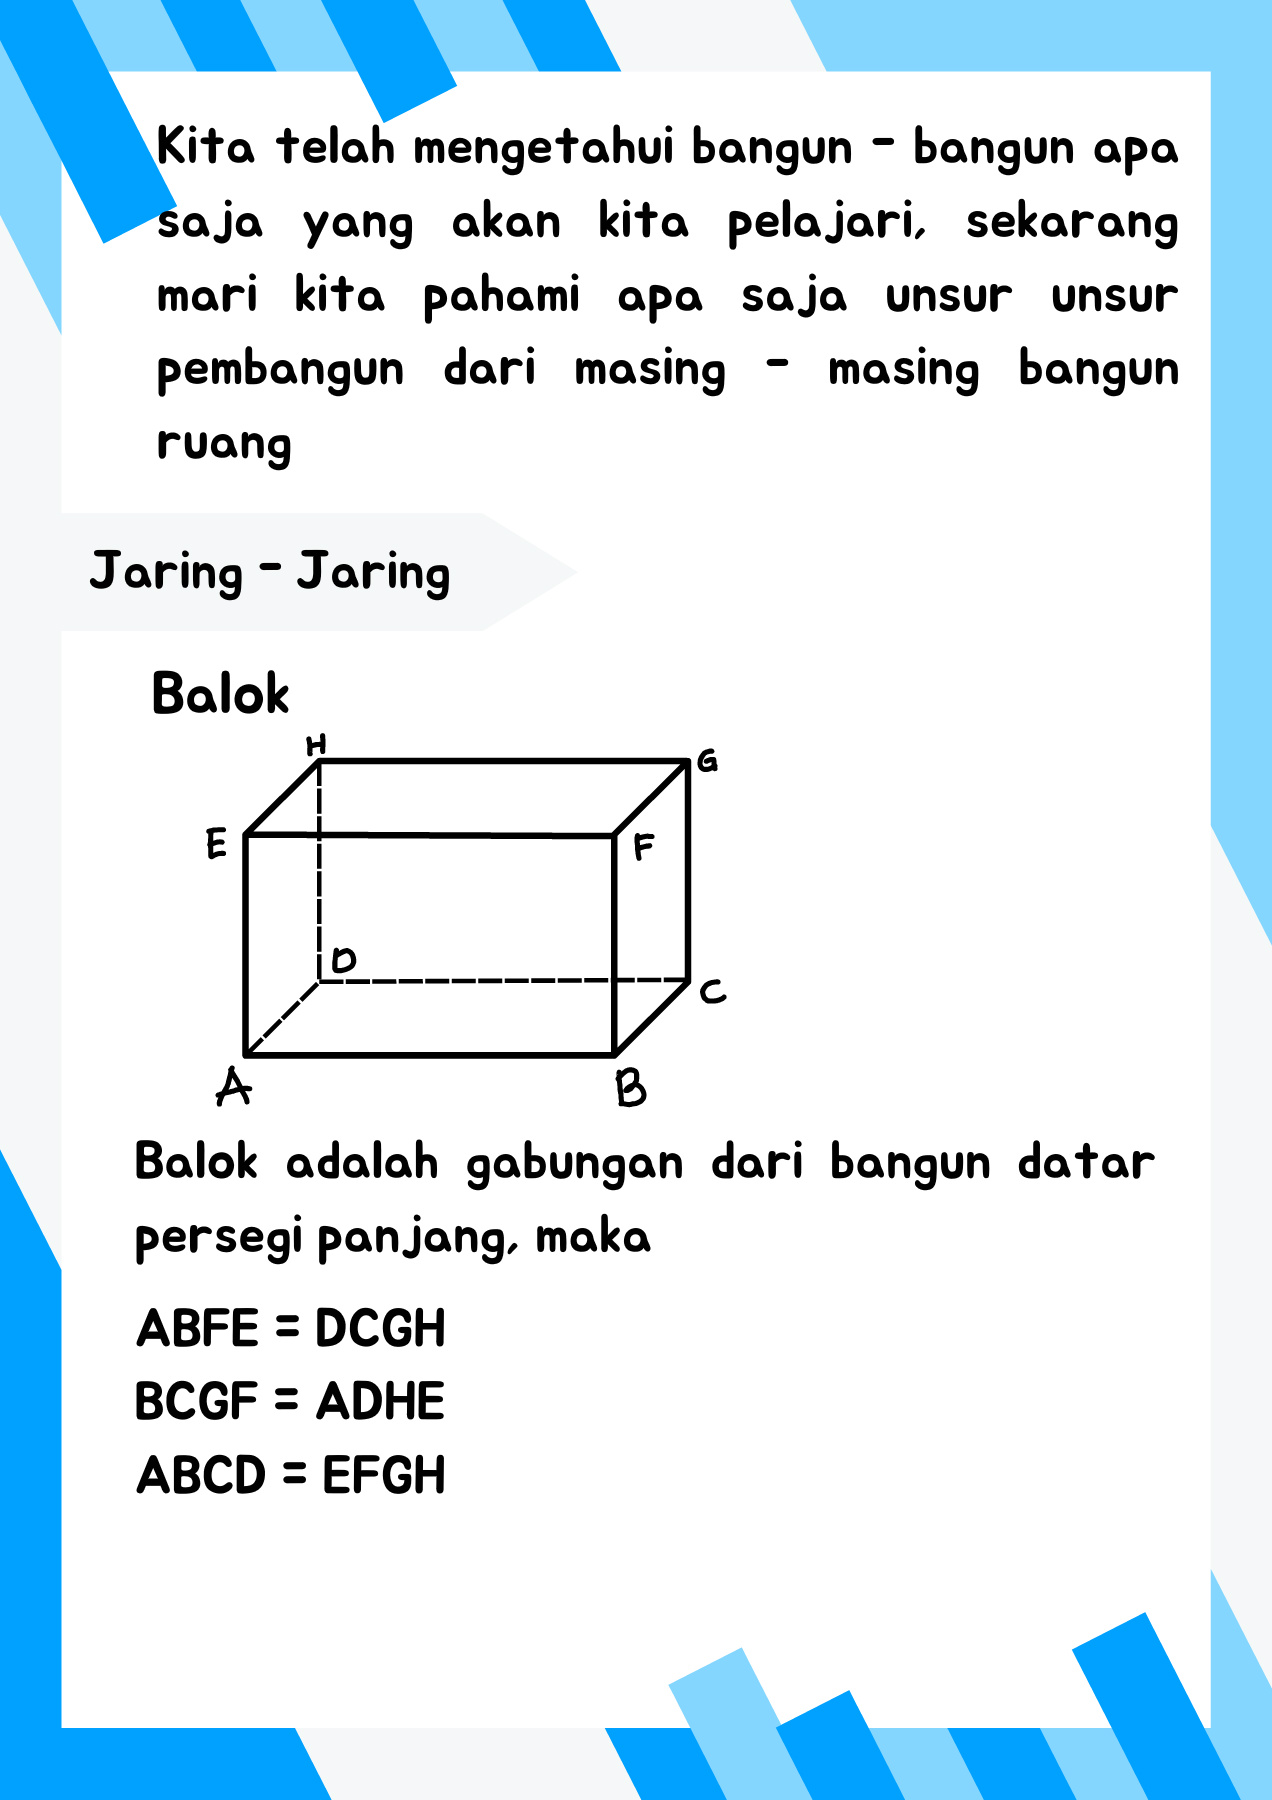 Kita telah mengetahui bangun - bangun apa
saja yang akan kita pelajari, sekarang
mari kita pahami apa saja unsur unsur
pembangun dari masing - masing bangun
ruang
Jaring - Jaring
Balok
H
G
E
F
D
C
A
B
Balok adalah gabungan dari bangun datar
persegi panjang, maka
ABFE = DCGH
BCGF = ADHE
ABCD = EFGH